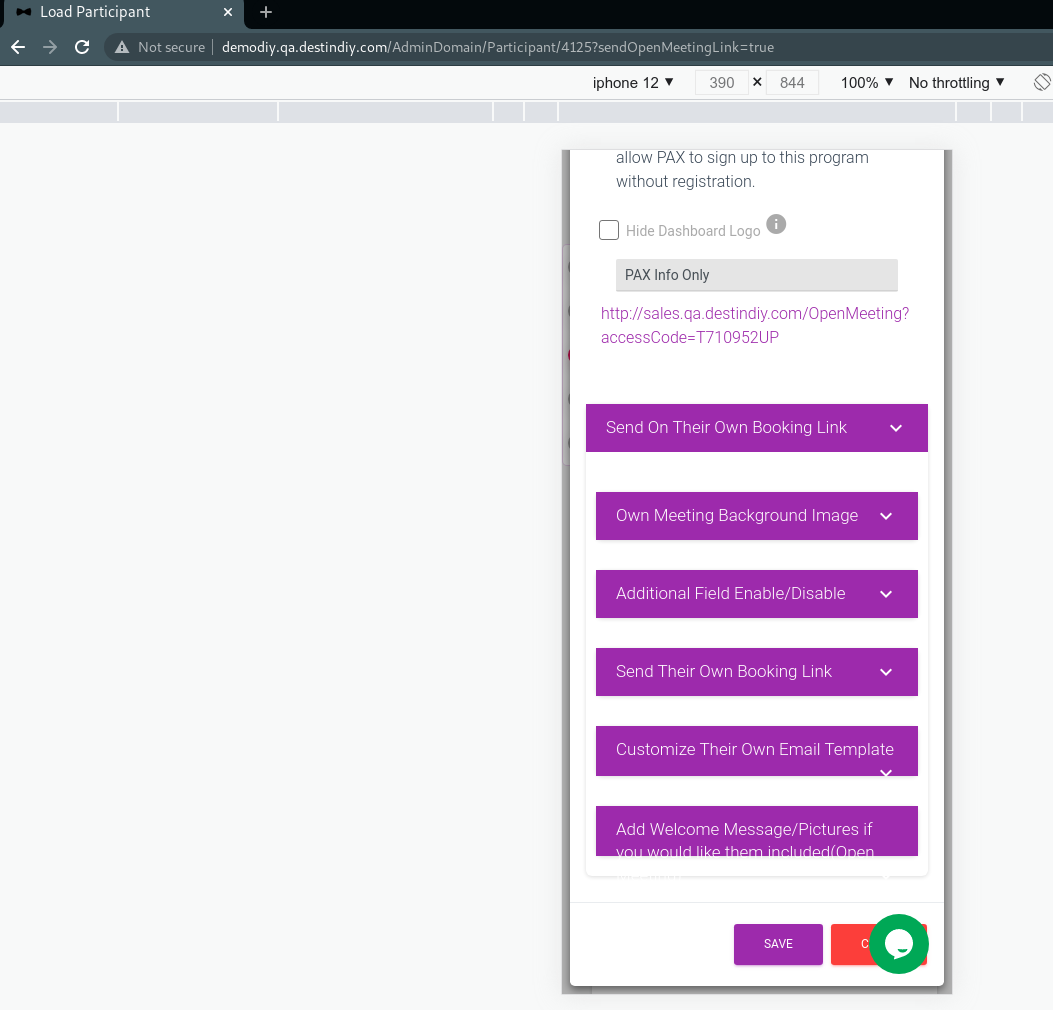 Load Participant
Not secure
demodiy.qa.destindiy.com/AdminDomain/Participant/4125?sendOpenMeetingLink=true
iphone 12 ▼ 390 × 844 100% ▼ No throttling ▼
allow PAX to sign up to this program
without registration.
Hide Dashboard Logo
PAX Info Only
http://sales.qa.destindiy.com/OpenMeeting?
accessCode=T710952UP
Send On Their Own Booking Link
Own Meeting Background Image
Additional Field Enable/Disable
Send Their Own Booking Link
Customize Their Own Email Template
Add Welcome Message/Pictures if
you would like them included(Open
SAVE